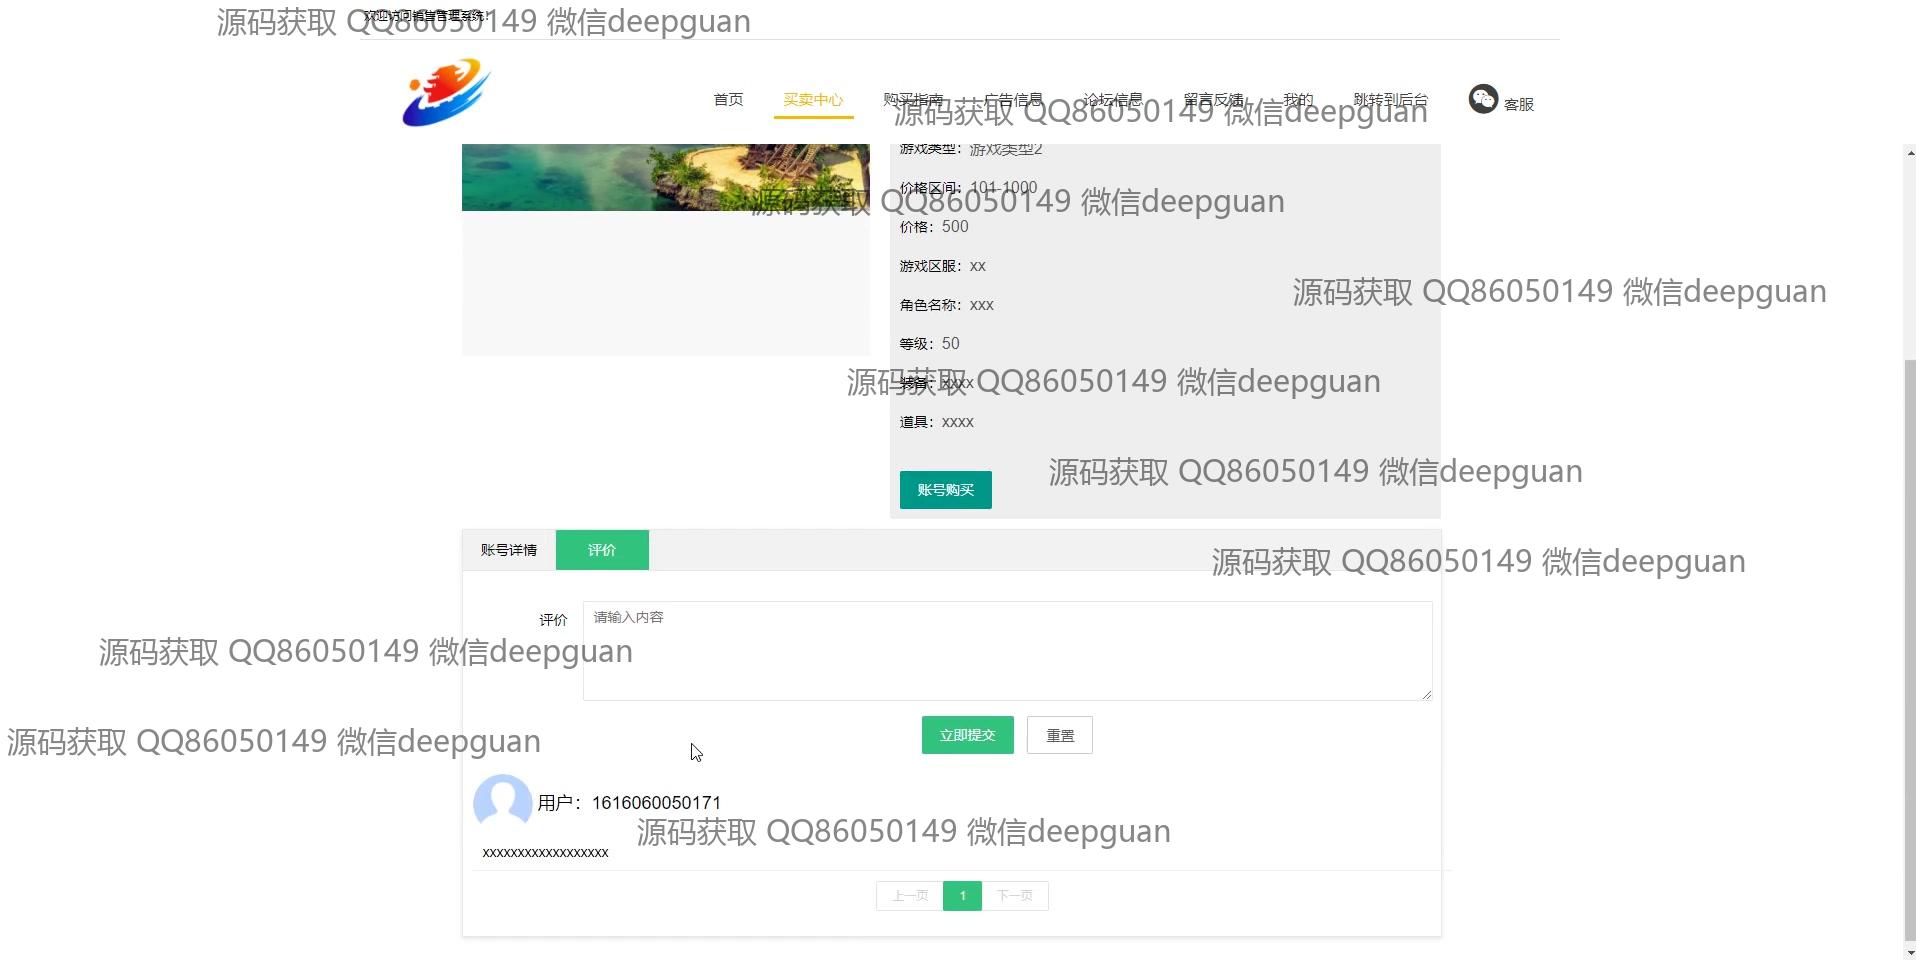 欢迎访问销售管理系统！
源码获取 QQ86050149 微信deepguan
首页 买卖中心 购买指南 广告信息 论坛信息 留言反馈 我的 跳转到后台 客服
源码获取 QQ86050149 微信deepguan
游戏类型：游戏类型2
价格区间：101-1000
源码获取 QQ86050149 微信deepguan
价格：500
游戏区服：xx
源码获取 QQ86050149 微信deepguan
角色名称：xxx
等级：50
装备：xxxx
源码获取 QQ86050149 微信deepguan
道具：xxxx
源码获取 QQ86050149 微信deepguan
账号购买
账号详情 评价
源码获取 QQ86050149 微信deepguan
评价 请输入内容
源码获取 QQ86050149 微信deepguan
立即提交 重置
源码获取 QQ86050149 微信deepguan
用户：1616060050171
源码获取 QQ86050149 微信deepguan
xxxxxxxxxxxxxxxxxx
上一页 1 下一页